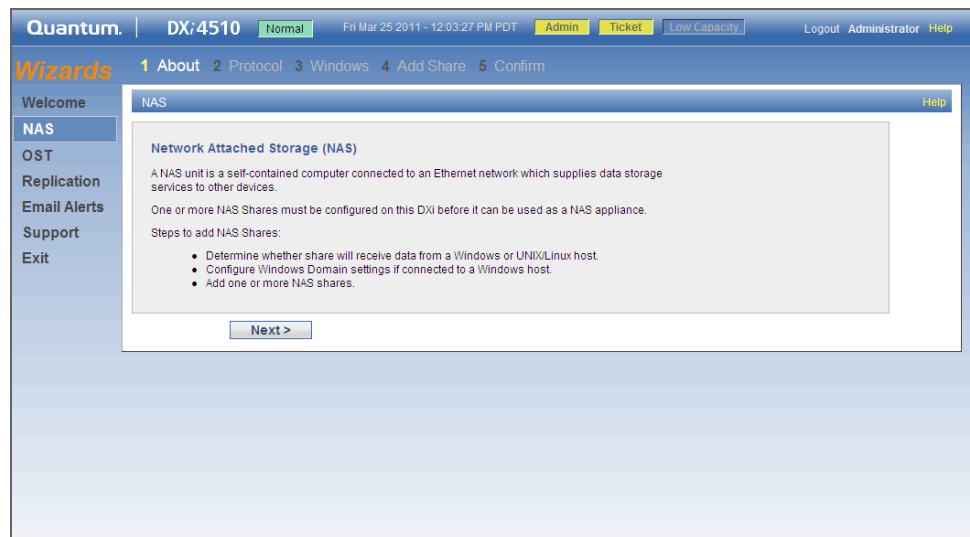 Quantum. DXi4510 Normal Fri Mar 25 2011 - 12:03:27 PM PDT Admin Ticket Low Capacity Logout Administrator Help
Wizards 1 About 2 Protocol 3 Windows 4 Add Share 5 Confirm
Welcome
NAS
OST
Replication
Email Alerts
Support
Exit
NAS Help
Network Attached Storage (NAS)
A NAS unit is a self-contained computer connected to an Ethernet network which supplies data storage
services to other devices.
One or more NAS Shares must be configured on this DXi before it can be used as a NAS appliance.
Steps to add NAS Shares:
• Determine whether share will receive data from a Windows or UNIX/Linux host.
• Configure Windows Domain settings if connected to a Windows host.
• Add one or more NAS shares.
Next >